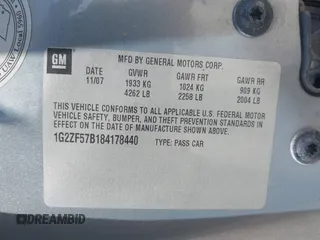 GM
MFD BY GENERAL MOTORS CORP.
DATE GVWR GAWR FRT GAWR RR
11/07 1933 KG 1024 KG 909 KG
4262 LB 2258 LB 2004 LB
THIS VEHICLE CONFORMS TO ALL APPLICABLE U.S. FEDERAL MOTOR VEHICLE SAFETY, BUMPER, AND THEFT PREVENTION STANDARDS IN EFFECT ON THE DATE OF MANUFACTURE SHOWN ABOVE.
1G2ZF57B184178440 TYPE: PASS CAR
BIDFAX